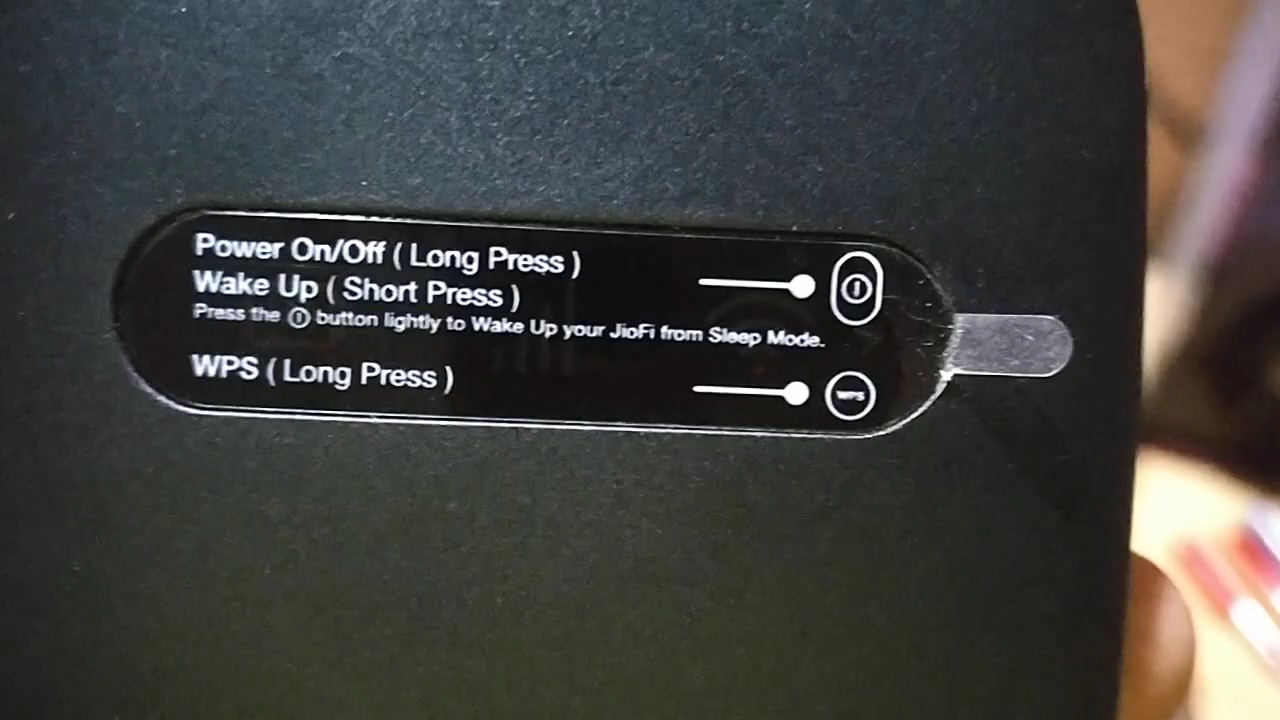 Power On/Off ( Long Press )
Wake Up ( Short Press )
Press the button lightly to Wake Up your JioFi from Sleep Mode.
WPS ( Long Press )
WPS